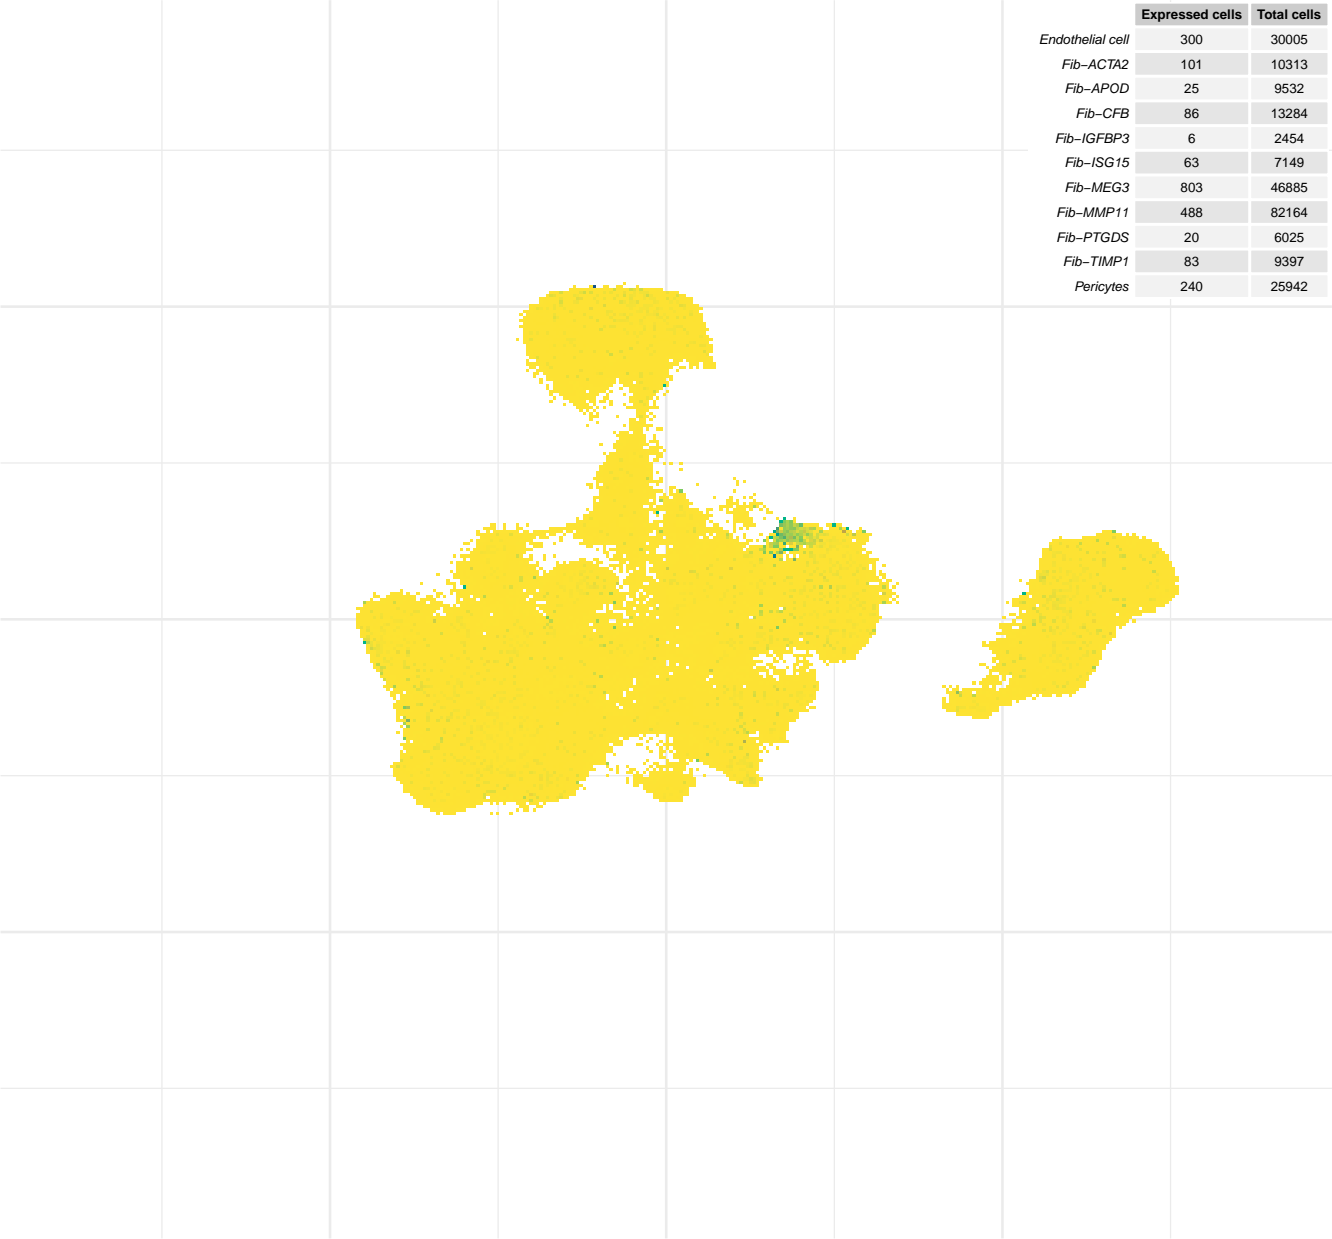 Expressed cells Total cells
Endothelial cell 300 30005
Fib−ACTA2 101 10313
Fib−APOD 25 9532
Fib−CFB 86 13284
Fib−IGFBP3 6 2454
Fib−ISG15 63 7149
Fib−MEG3 803 46885
Fib−MMP11 488 82164
Fib−PTGDS 20 6025
Fib−TIMP1 83 9397
Pericytes 240 25942